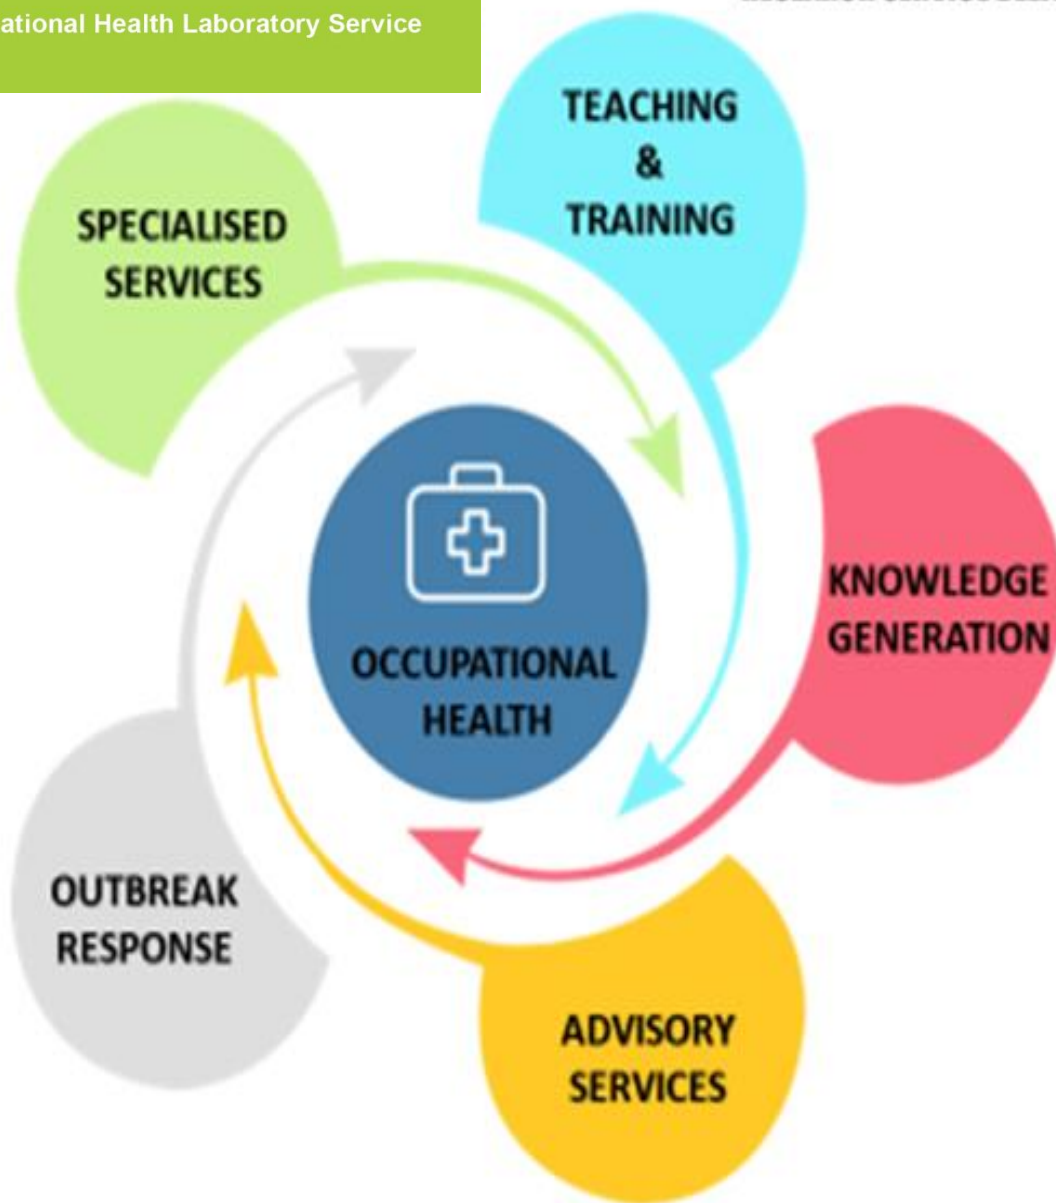 ational Health Laboratory Service
TEACHING
&
TRAINING
SPECIALISED
SERVICES
KNOWLEDGE
GENERATION
OCCUPATIONAL
HEALTH
OUTBREAK
RESPONSE
ADVISORY
SERVICES